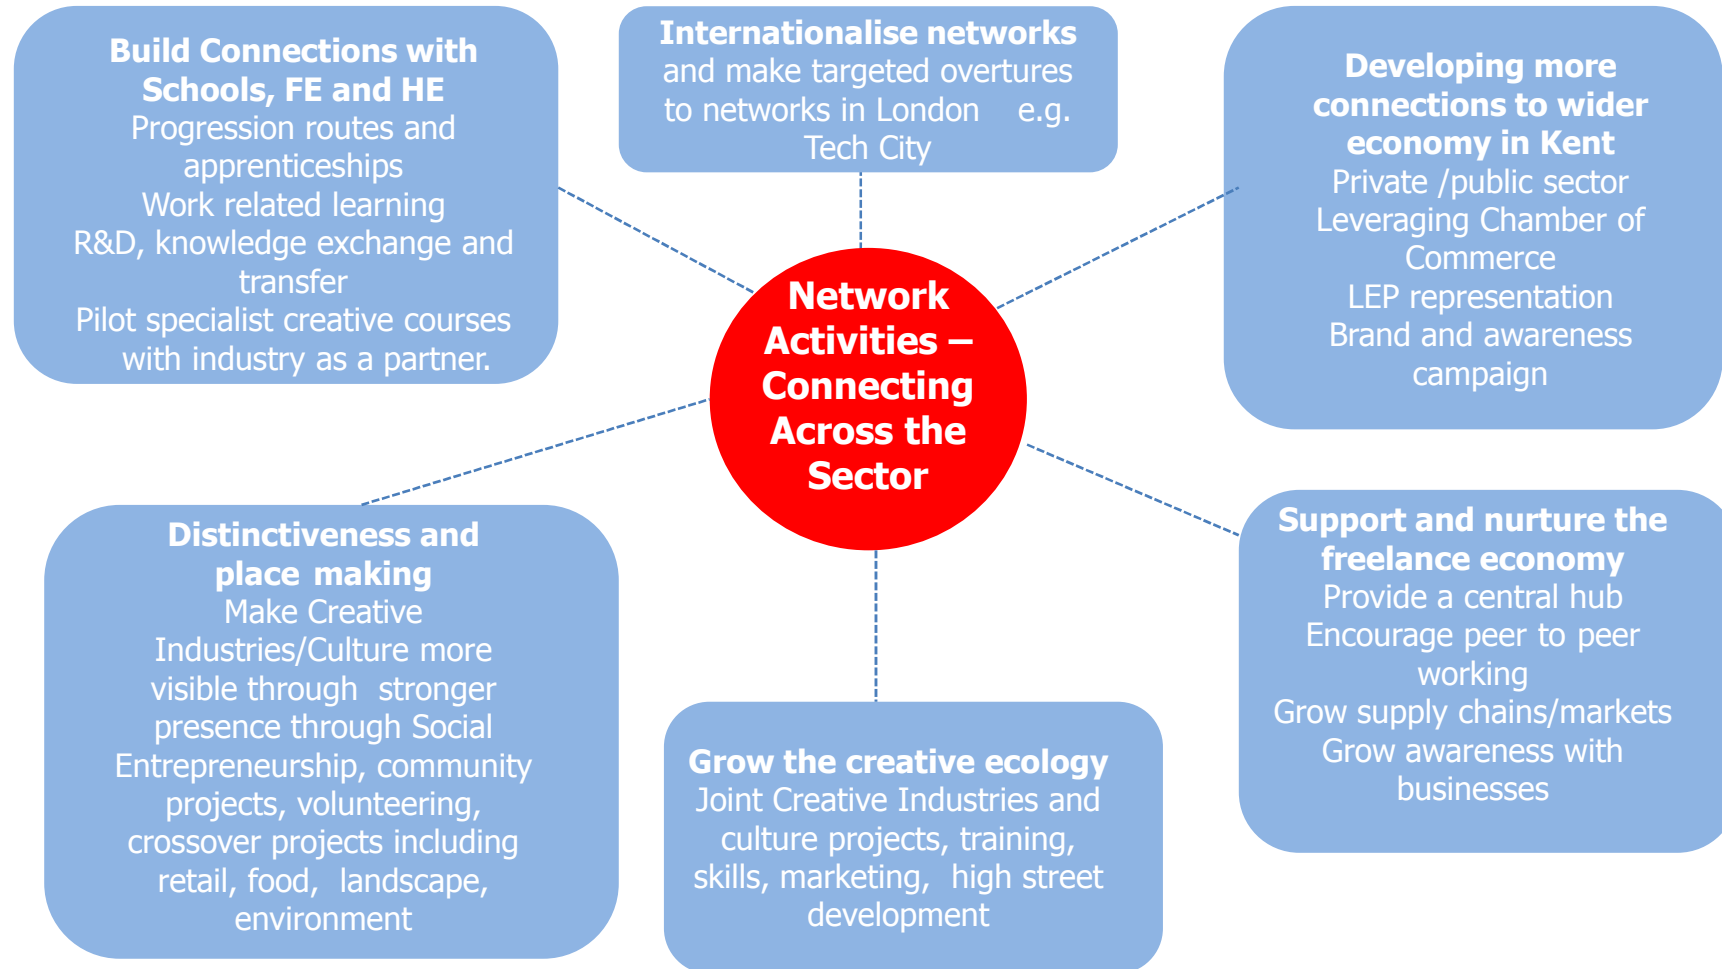 Build Connections with
Schools, FE and HE
Progression routes and
apprenticeships
Work related learning
R&D, knowledge exchange and
transfer
Pilot specialist creative courses
with industry as a partner.
Internationalise networks
and make targeted overtures
to networks in London e.g.
Tech City
Developing more
connections to wider
economy in Kent
Private /public sector
Leveraging Chamber of
Commerce
LEP representation
Brand and awareness
campaign
Network
Activities –
Connecting
Across the
Sector
Distinctiveness and
place making
Make Creative
Industries/Culture more
visible through stronger
presence through Social
Entrepreneurship, community
projects, volunteering,
crossover projects including
retail, food, landscape,
environment
Grow the creative ecology
Joint Creative Industries and
culture projects, training,
skills, marketing, high street
development
Support and nurture the
freelance economy
Provide a central hub
Encourage peer to peer
working
Grow supply chains/markets
Grow awareness with
businesses